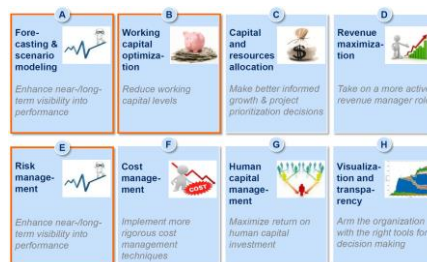 A
Fore-
casting &
scenario
modeling
Enhance near-/long-
term visibility into
performance
B
Working
capital
optimiza-
tion
Reduce working
capital levels
C
Capital
and
resources
allocation
Make better informed
growth & project
prioritization decisions
D
Revenue
maximiza-
tion
Take on a more active
revenue manager role
E
Risk
manage-
ment
Enhance near-/long-
term visibility into
performance
F
Cost
manage-
ment
COST
Implement more
rigorous cost
management
techniques
G
Human
capital
manage-
ment
Maximize return on
human capital
investment
H
Visualiza-
tion and
transpa-
rency
Arm the organization
with the right tools for
decision making